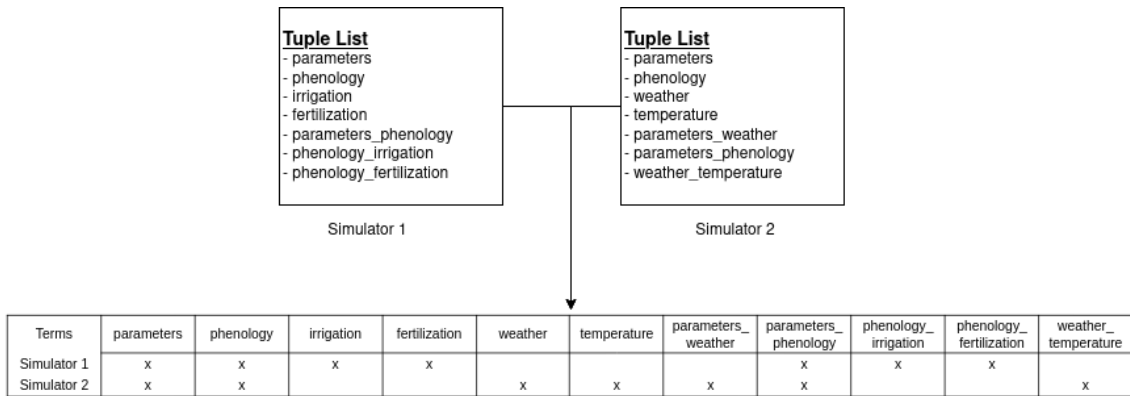 Tuple List
- parameters
- phenology
- irrigation
- fertilization
- parameters_phenology
- phenology_irrigation
- phenology_fertilization
Simulator 1
Tuple List
- parameters
- phenology
- weather
- temperature
- parameters_weather
- parameters_phenology
- weather_temperature
Simulator 2
Terms parameters phenology irrigation fertilization weather temperature parameters_ parameters_ phenology_ phenology_ weather_
weather phenology irrigation fertilization temperature
Simulator 1 x x x x x x x
Simulator 2 x x x x x x x